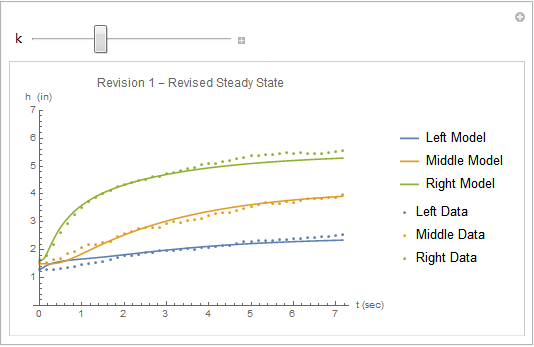 k
Revision 1 – Revised Steady State
h (in)
7
6
5
4
3
2
1
0 1 2 3 4 5 6 7
t (sec)
Left Model
Middle Model
Right Model
Left Data
Middle Data
Right Data